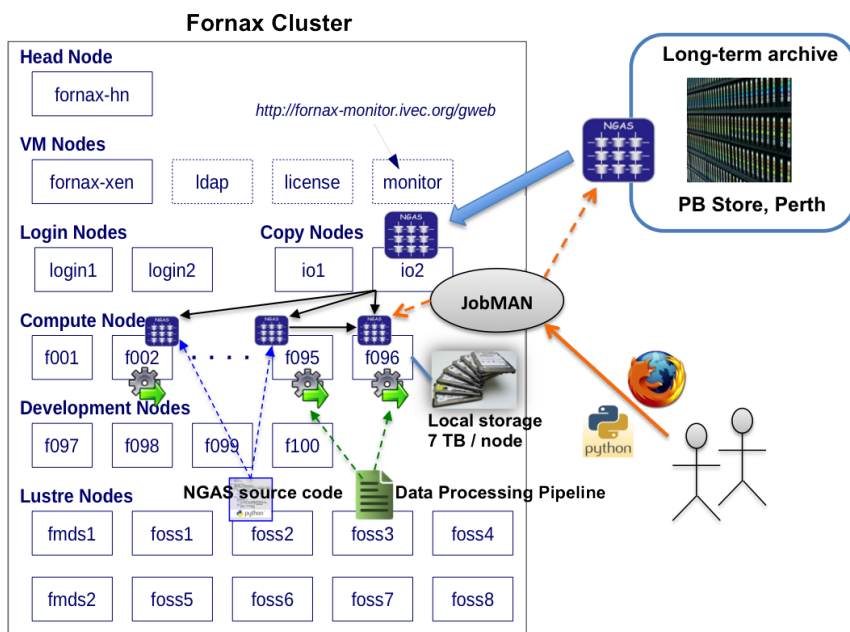 Fornax Cluster
Head Node
fornax-hn
http://fornax-monitor.ivec.org/gweb
VM Nodes
fornax-xen
ldap
license
monitor
Long-term archive
NGAS
PB Store, Perth
NGAS
Login Nodes
Copy Nodes
login1
login2
io1
io2
JobMAN
NGAS
NGAS
NGAS
Compute Node
f001
f002
. . . .
f095
f096
Local storage
7 TB / node
Development Nodes
f097
f098
f099
f100
python
NGAS source code
Data Processing Pipeline
python
Lustre Nodes
fmds1
foss1
foss2
foss3
foss4
fmds2
foss5
foss6
foss7
foss8